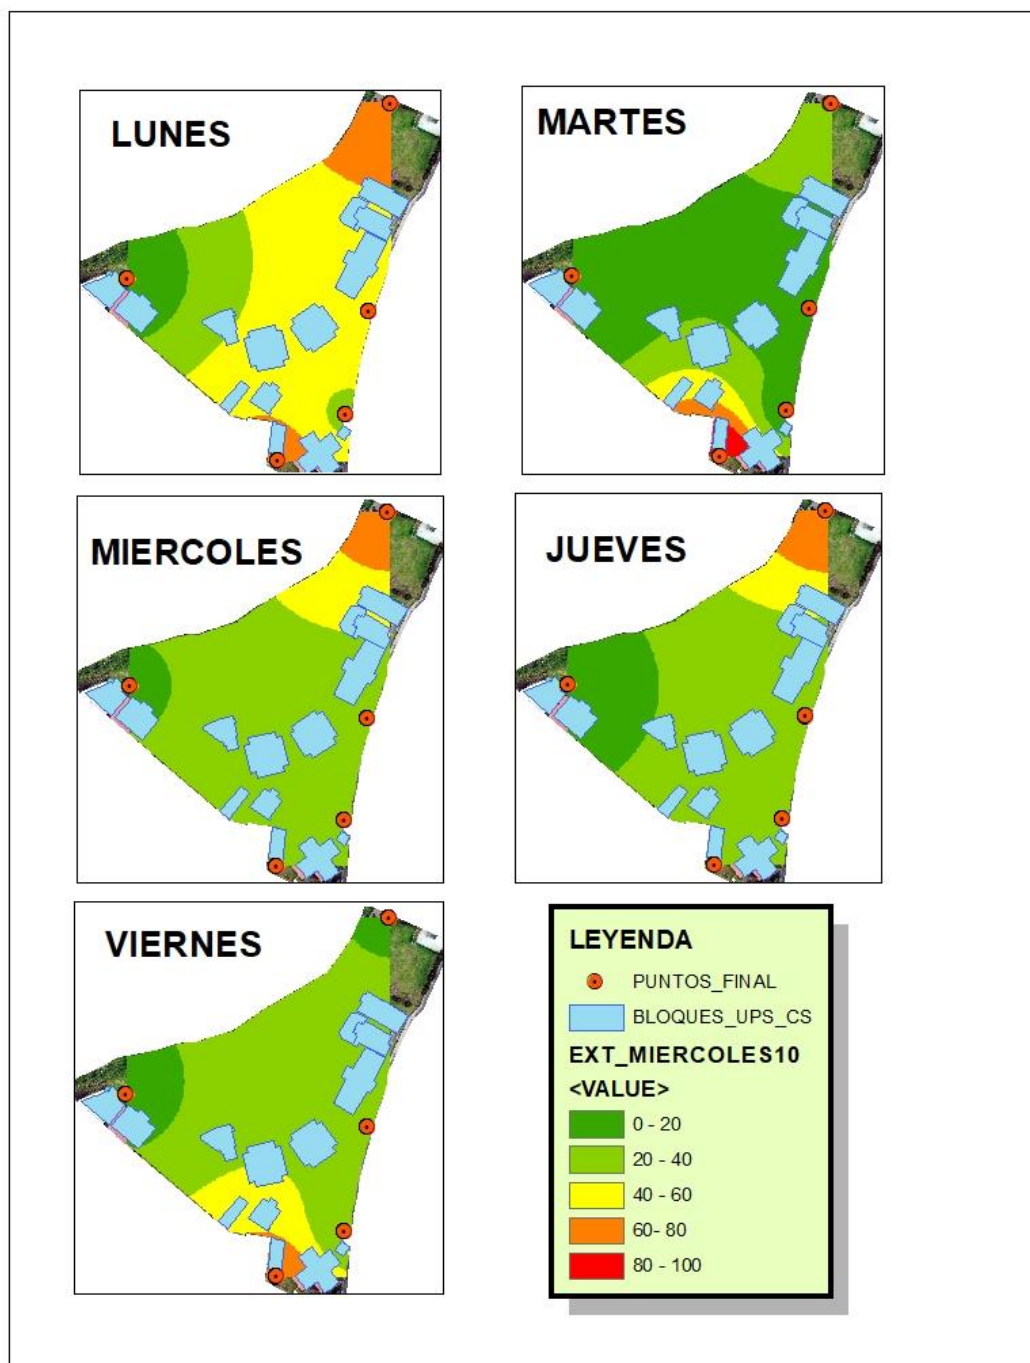 LUNES
MARTES
MIERCOLES
JUEVES
VIERNES
LEYENDA
PUNTOS_FINAL
BLOQUES_UPS_CS
EXT_MIERCOLES10
<VALUE>
0 - 20
20 - 40
40 - 60
60- 80
80 - 100